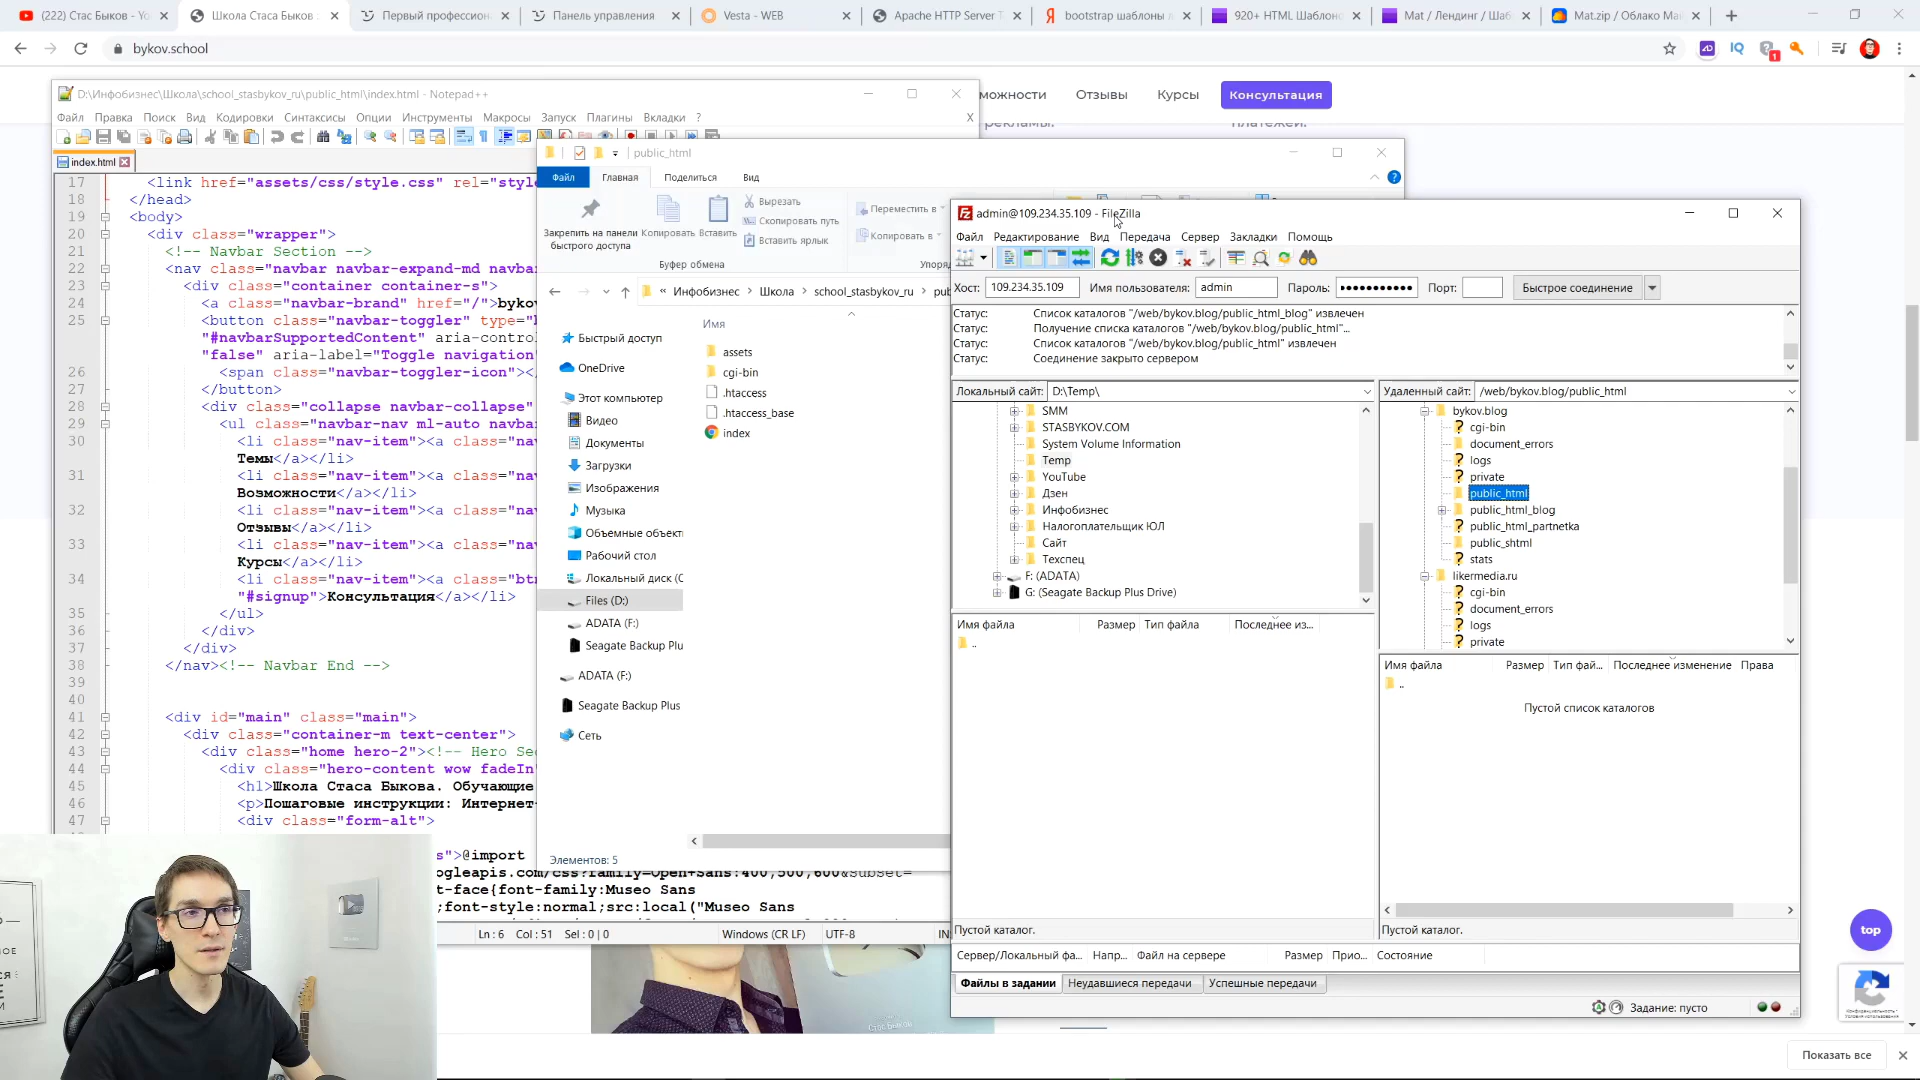 (222) Стас Быков - Yo
Школа Стаса Быков
Первый профессион
Панель управления
Vesta - WEB
Apache HTTP Server T
bootstrap шаблоны л
920+ HTML Шаблоно
Mat / Лендинг / Шаб
Mat.zip / Облако Mai
bykov.school
IQ
1
можности
Отзывы
Курсы
Консультация
рекламы.
платежей.
D:\Инфобизнес\Школа\school_stasbykov_ru\public_html\index.html - Notepad++
Файл Правка Поиск Вид Кодировки Синтаксисы Опции Инструменты Макросы Запуск Плагины Вкладки ?
X
index.html
17 <link href="assets/css/style.css" rel="style
18 </head>
19 <body>
20 <div class="wrapper">
21 <!-- Navbar Section -->
22 <nav class="navbar navbar-expand-md navba
23 <div class="container container-s">
24 <a class="navbar-brand" href="/">byko
25 <button class="navbar-toggler" type="
"#navbarSupportedContent" aria-contro
"false" aria-label="Toggle navigation"
26 <span class="navbar-toggler-icon"><
27 </button>
28 <div class="collapse navbar-collapse"
29 <ul class="navbar-nav ml-auto navba
30 <li class="nav-item"><a class="na
Темы</a></li>
31 <li class="nav-item"><a class="na
Возможности</a></li>
32 <li class="nav-item"><a class="na
Отзывы</a></li>
33 <li class="nav-item"><a class="na
Курсы</a></li>
34 <li class="nav-item"><a class="bt
"#signup">Консультация</a></li>
35 </ul>
36 </div>
37 </div>
38 </nav><!-- Navbar End -->
39
40
41 <div id="main" class="main">
42 <div class="container-m text-center">
43 <div class="home hero-2"><!-- Hero Se
44 <div class="hero-content wow fadeIn
45 <h1>Школа Стаса Быкова. Обучающие
46 <p>Пошаговые инструкции: Интернет-
47 <div class="form-alt">
s">@import
ogleapis.com/css?family=Open+Sans:400,500,600&subset=
t-face{font-family:Museo Sans
;font-style:normal;src:local("Museo Sans
Ln : 6 Col : 51 Sel : 0 | 0
Windows (CR LF)
UTF-8
IN
public_html
Файл
Главная
Поделиться
Вид
Закрепить на панели
быстрого доступа
Копировать
Вставить
Вырезать
Скопировать путь
Вставить ярлык
Буфер обмена
Переместить в
Копировать в
Упоря
« Инфобизнес > Школа > school_stasbykov_ru > pub
Имя
Быстрый доступ
OneDrive
Этот компьютер
Видео
Документы
Загрузки
Изображения
Музыка
Объемные объект
Рабочий стол
Локальный диск (C
Files (D:)
ADATA (F:)
Seagate Backup Plu
ADATA (F:)
Seagate Backup Plus
Сеть
assets
cgi-bin
.htaccess
.htaccess_base
index
Элементов: 5
admin@109.234.35.109 - FileZilla
Файл Редактирование Вид Передача Сервер Закладки Помощь
Хост: 109.234.35.109 Имя пользователя: admin Пароль: ●●●●●●●●●●● Порт: Быстрое соединение
Статус: Список каталогов "/web/bykov.blog/public_html_blog" извлечен
Статус: Получение списка каталогов "/web/bykov.blog/public_html"...
Статус: Список каталогов "/web/bykov.blog/public_html" извлечен
Статус: Соединение закрыто сервером
Локальный сайт: D:\Temp\
SMM
STASBYKOV.COM
System Volume Information
Temp
YouTube
Дзен
Инфобизнес
Налогоплательщик ЮЛ
Сайт
Техспец
F: (ADATA)
G: (Seagate Backup Plus Drive)
Имя файла Размер Тип файла Последнее из...
..
Пустой каталог.
Удаленный сайт: /web/bykov.blog/public_html
bykov.blog
cgi-bin
document_errors
logs
private
public_html
public_html_blog
public_html_partnetka
public_shtml
stats
likermedia.ru
cgi-bin
document_errors
logs
private
Имя файла Размер Тип фай... Последнее изменение Права
..
Пустой список каталогов
Пустой каталог.
Сервер/Локальный фа... Напр... Файл на сервере Размер Прио... Состояние
Файлы в задании
Неудавшиеся передачи
Успешные передачи
Задание: пусто
top
Стас Быков
Показать все